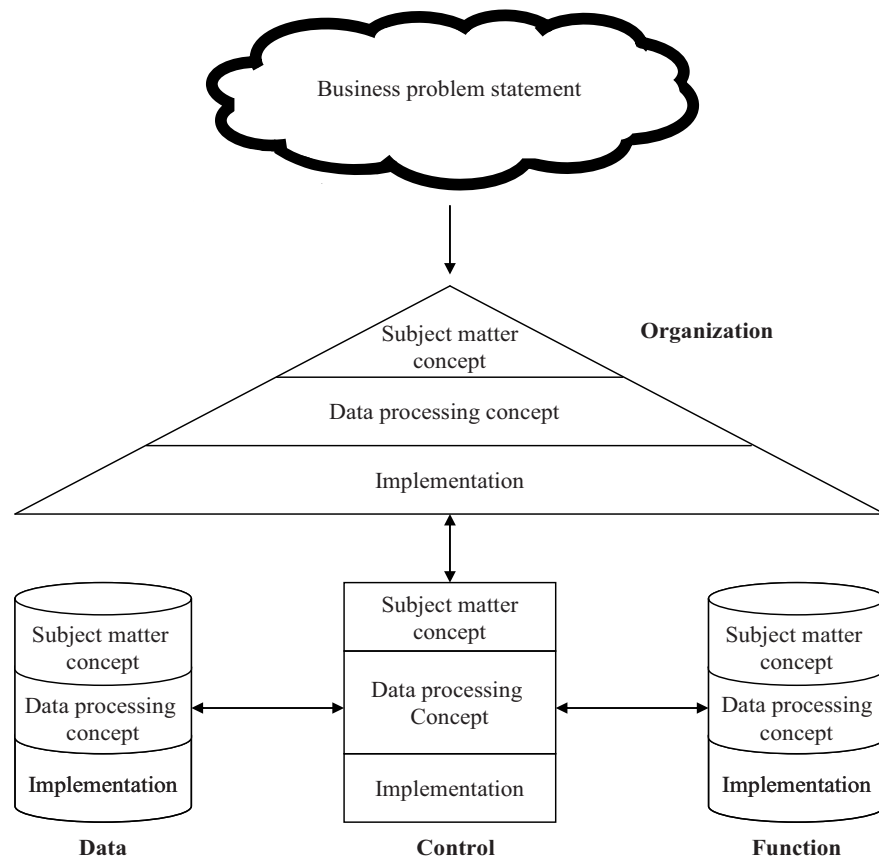 Business problem statement
Subject matter
concept
Organization
Data processing concept
Implementation
Subject matter
concept
Data processing
concept
Implementation
Data
Subject matter
concept
Data processing
Concept
Implementation
Control
Subject matter
concept
Data processing
concept
Implementation
Function